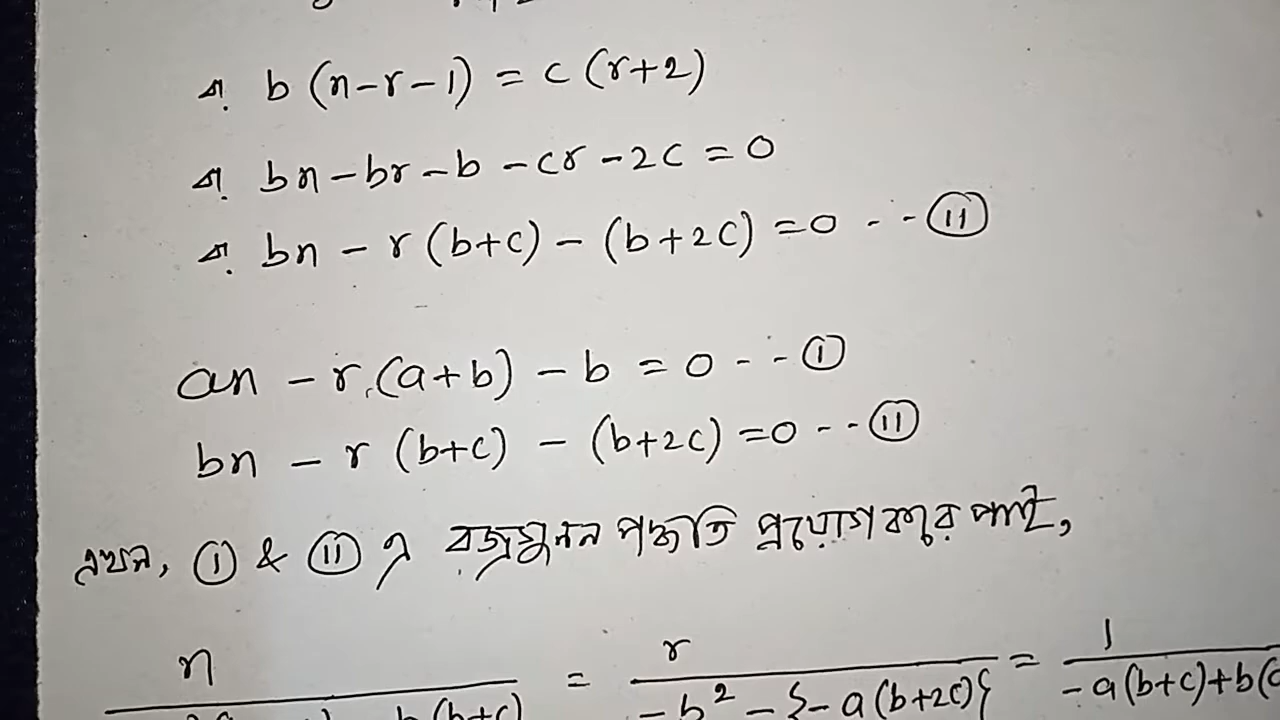 বা, b (n-r-1) = c (r+2)
বা, bn - br - b - cr - 2c = 0
বা, bn - r (b+c) - (b+2c) = 0 - - (ii)
an - r (a+b) - b = 0 - - (i)
bn - r (b+c) - (b+2c) = 0 - - (ii)
এখন, (i) & (ii) এ বজ্রগুনন পদ্ধতি প্রয়োগ করে পাই,
n = r = 1
b(b+c) -b² - {-a(b+2c)} -a(b+c)+b(